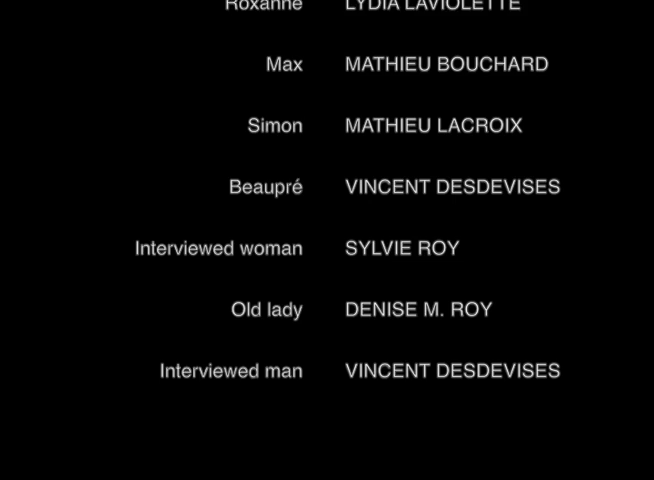 Roxanne LYDIA LAVIOLETTE
Max MATHIEU BOUCHARD
Simon MATHIEU LACROIX
Beaupré VINCENT DESDEVISES
Interviewed woman SYLVIE ROY
Old lady DENISE M. ROY
Interviewed man VINCENT DESDEVISES